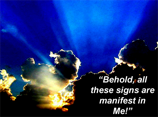 “Behold, all
these signs are
manifest in
Me!”